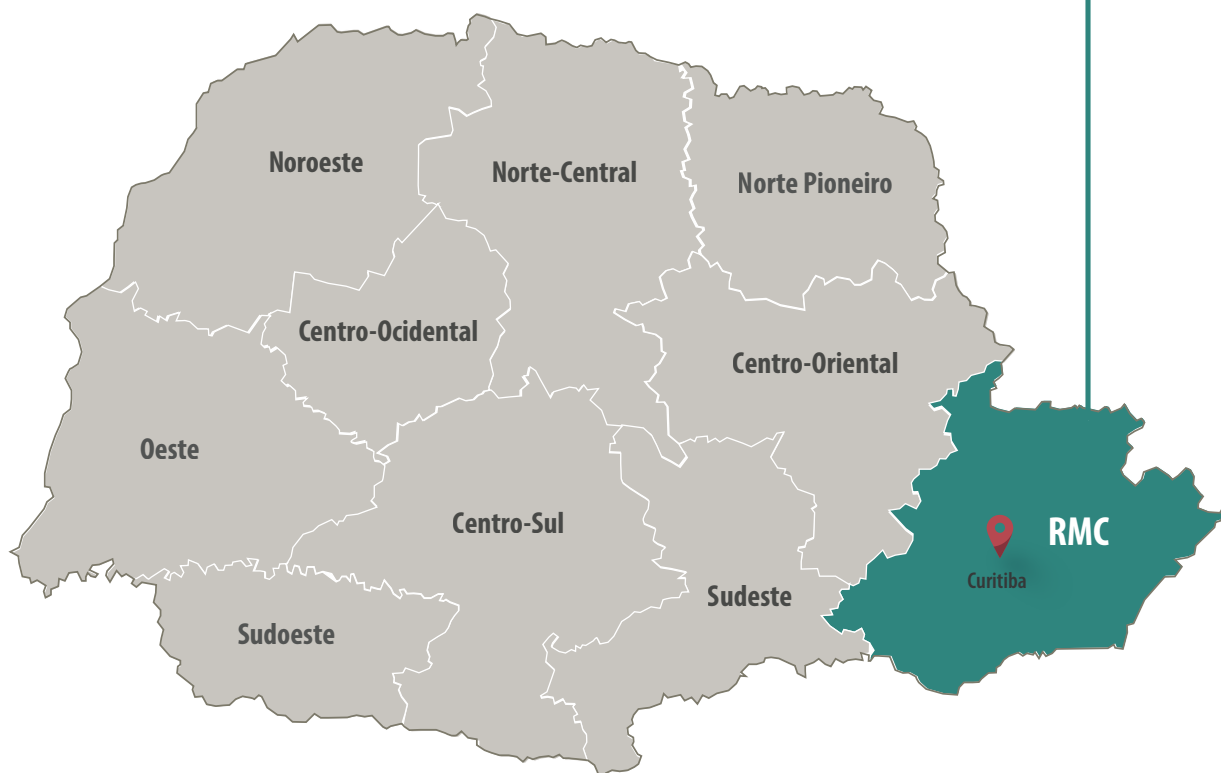 Noroeste
Norte-Central
Norte Pioneiro
Centro-Ocidental
Centro-Oriental
Oeste
Centro-Sul
RMC
Curitiba
Sudeste
Sudoeste